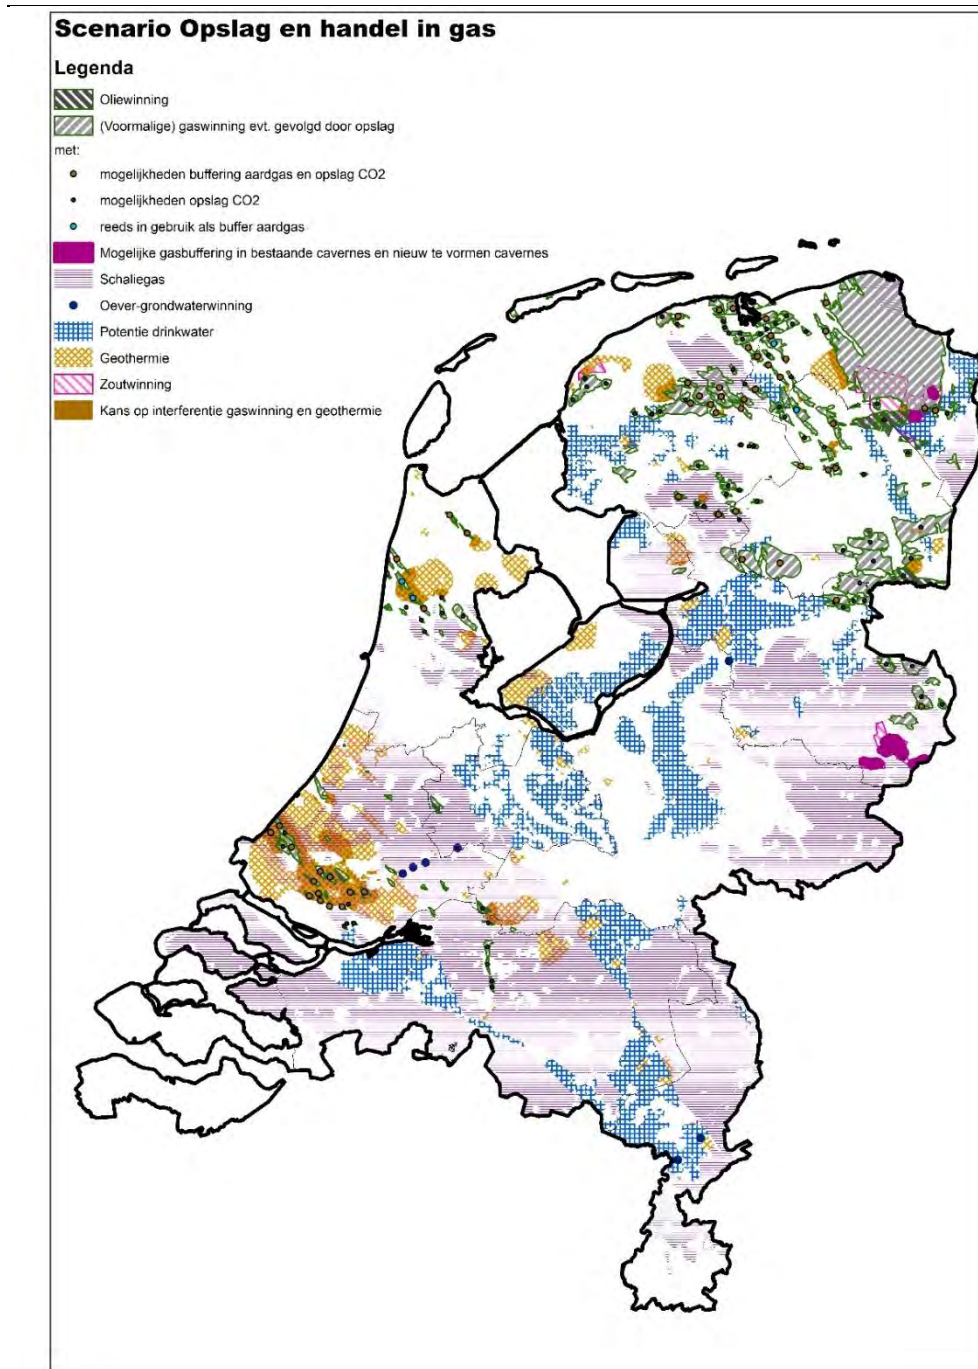 Scenario Opslag en handel in gas
Legenda
Oliewinning
(Voormalige) gaswinning evt. gevolgd door opslag
met:
mogelijkheden buffering aardgas en opslag CO2
mogelijkheden opslag CO2
reeds in gebruik als buffer aardgas
Mogelijke gasbuffering in bestaande cavernes en nieuw te vormen cavernes
Schaliegas
Oever-grondwaterwinning
Potentie drinkwater
Geothermie
Zoutwinning
Kans op interferentie gaswinning en geothermie